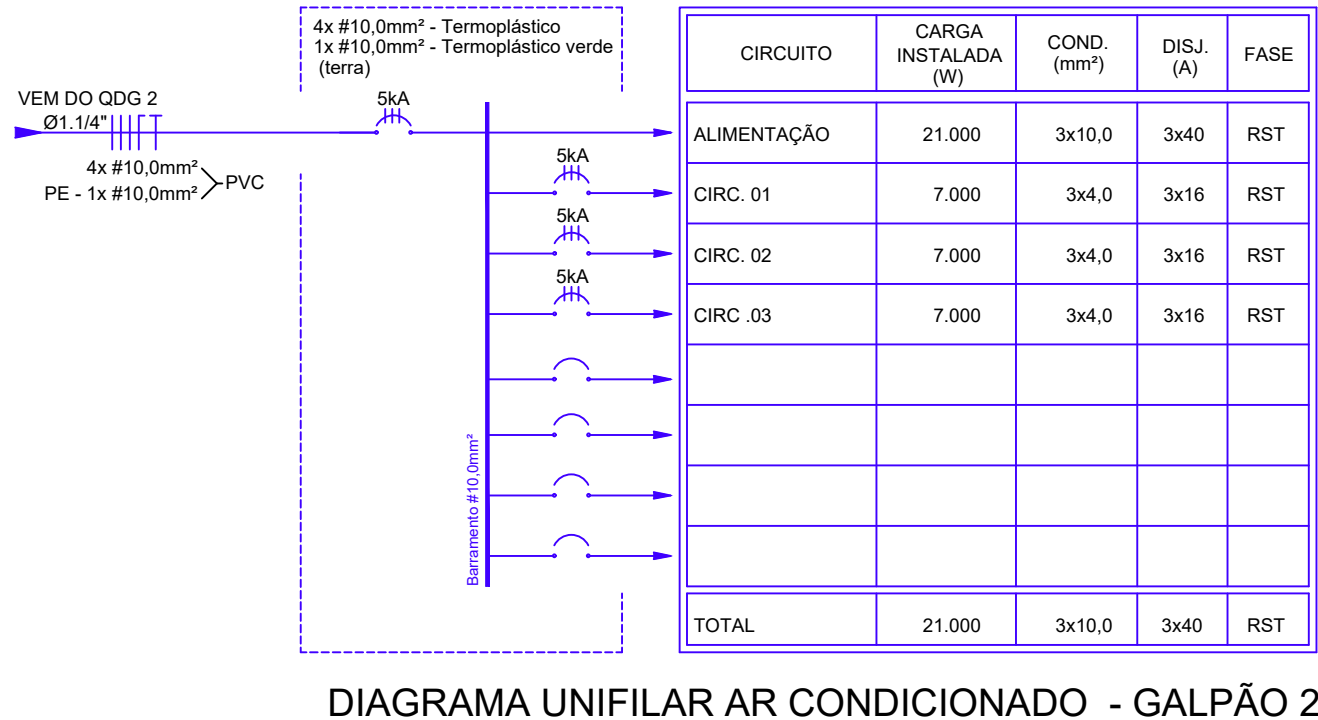 4x #10,0mm² - Termoplástico
1x #10,0mm² - Termoplástico verde
(terra)
VEM DO QDG 2
Ø1.1/4"
4x #10,0mm²
PE - 1x #10,0mm²
PVC
5kA
5kA
5kA
5kA
Barramento #10,0mm²
CIRCUITO CARGA INSTALADA (W) COND. (mm²) DISJ. (A) FASE
ALIMENTAÇÃO 21.000 3x10,0 3x40 RST
CIRC. 01 7.000 3x4,0 3x16 RST
CIRC. 02 7.000 3x4,0 3x16 RST
CIRC .03 7.000 3x4,0 3x16 RST
TOTAL 21.000 3x10,0 3x40 RST
DIAGRAMA UNIFILAR AR CONDICIONADO - GALPÃO 2